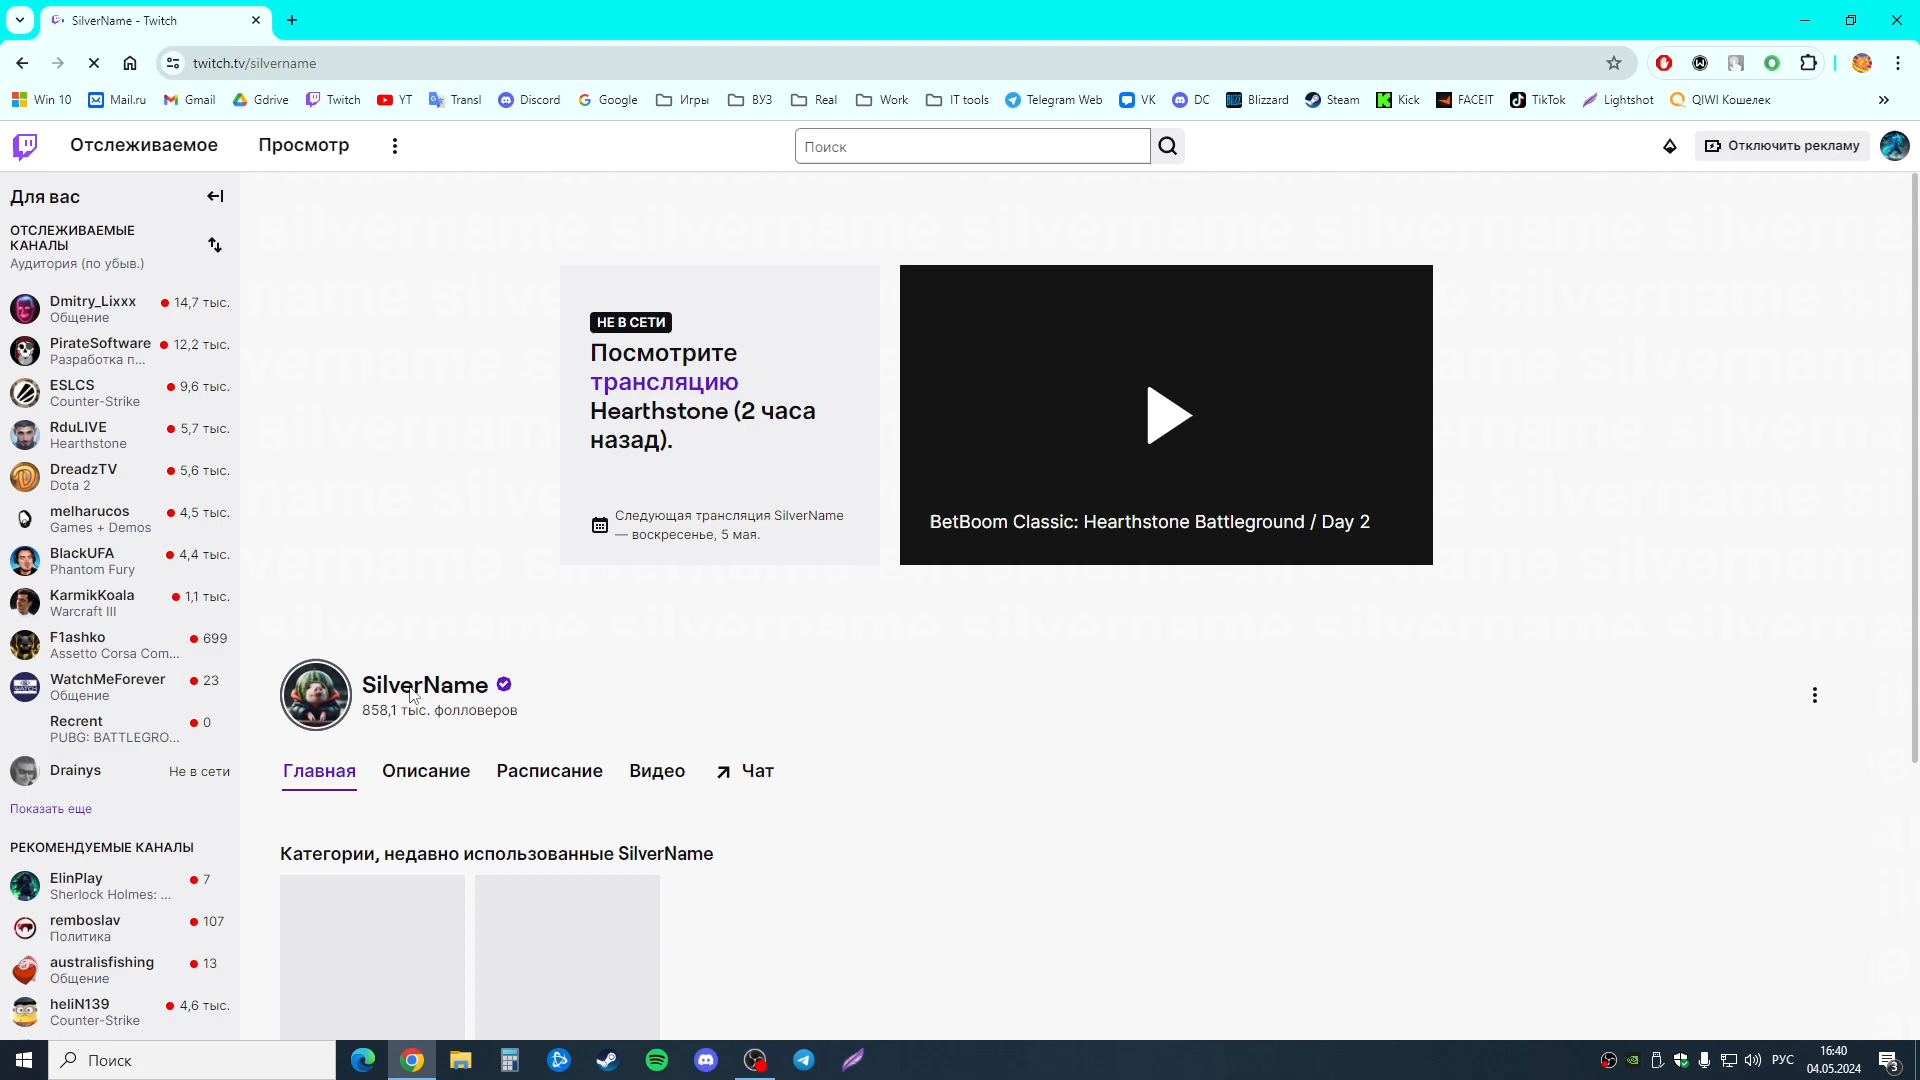 SilverName - Twitch
twitch.tv/silvername
Win 10
Mail.ru
Gmail
Gdrive
Twitch
YT
Transl
Discord
Google
Игры
ВУЗ
Real
Work
IT tools
Telegram Web
VK
DC
Blizzard
Steam
Kick
FACEIT
TikTok
Lightshot
QIWI Кошелек
Отслеживаемое
Просмотр
Поиск
Отключить рекламу
Для вас
ОТСЛЕЖИВАЕМЫЕ
КАНАЛЫ
Аудитория (по убыв.)
Dmitry_Lixxx 14,7 тыс.
Общение
PirateSoftware 12,2 тыс.
Разработка п...
ESLCS 9,6 тыс.
Counter-Strike
RduLIVE 5,7 тыс.
Hearthstone
DreadzTV 5,6 тыс.
Dota 2
melharucos 4,5 тыс.
Games + Demos
BlackUFA 4,4 тыс.
Phantom Fury
KarmikKoala 1,1 тыс.
Warcraft III
F1ashko 699
Assetto Corsa Com...
WatchMeForever 23
Общение
Recrent 0
PUBG: BATTLEGRO...
Drainys Не в сети
Показать еще
РЕКОМЕНДУЕМЫЕ КАНАЛЫ
ElinPlay 7
Sherlock Holmes: ...
remboslav 107
Политика
australisfishing 13
Общение
heliN139 4,6 тыс.
Counter-Strike
НЕ В СЕТИ
Посмотрите
трансляцию
Hearthstone (2 часа
назад).
Следующая трансляция SilverName
— воскресенье, 5 мая.
BetBoom Classic: Hearthstone Battleground / Day 2
SilverName
858,1 тыс. фолловеров
Главная
Описание
Расписание
Видео
Чат
Категории, недавно использованные SilverName
Поиск
РУС
16:40
04.05.2024
3